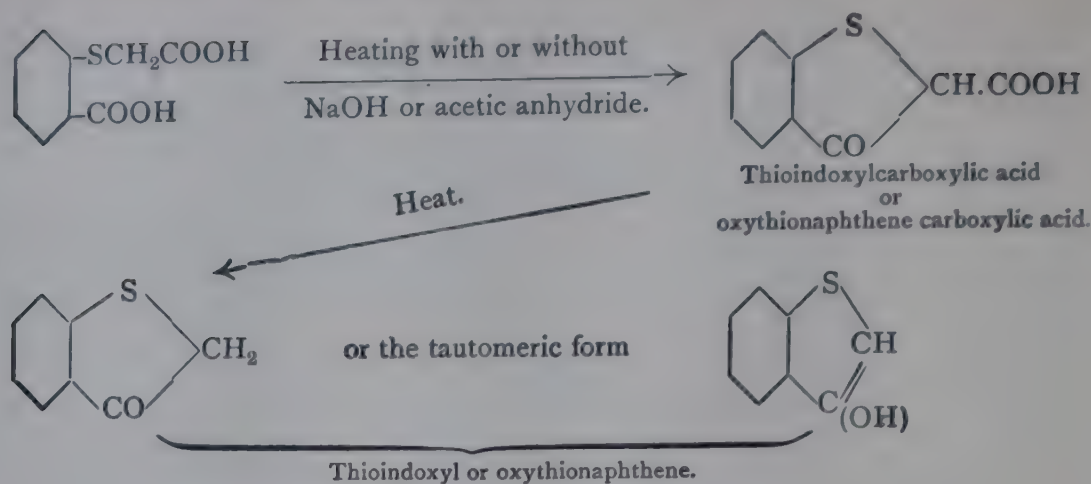 S
-SCH₂COOH
Heating with or without
NaOH or acetic anhydride.
-COOH
CH.COOH
CO
Thioindoxylcarboxylic acid
or
oxythionaphthene carboxylic acid.
Heat.
S
CH₂
CO
or the tautomeric form
S
CH
C(OH)
Thioindoxyl or oxythionaphthene.